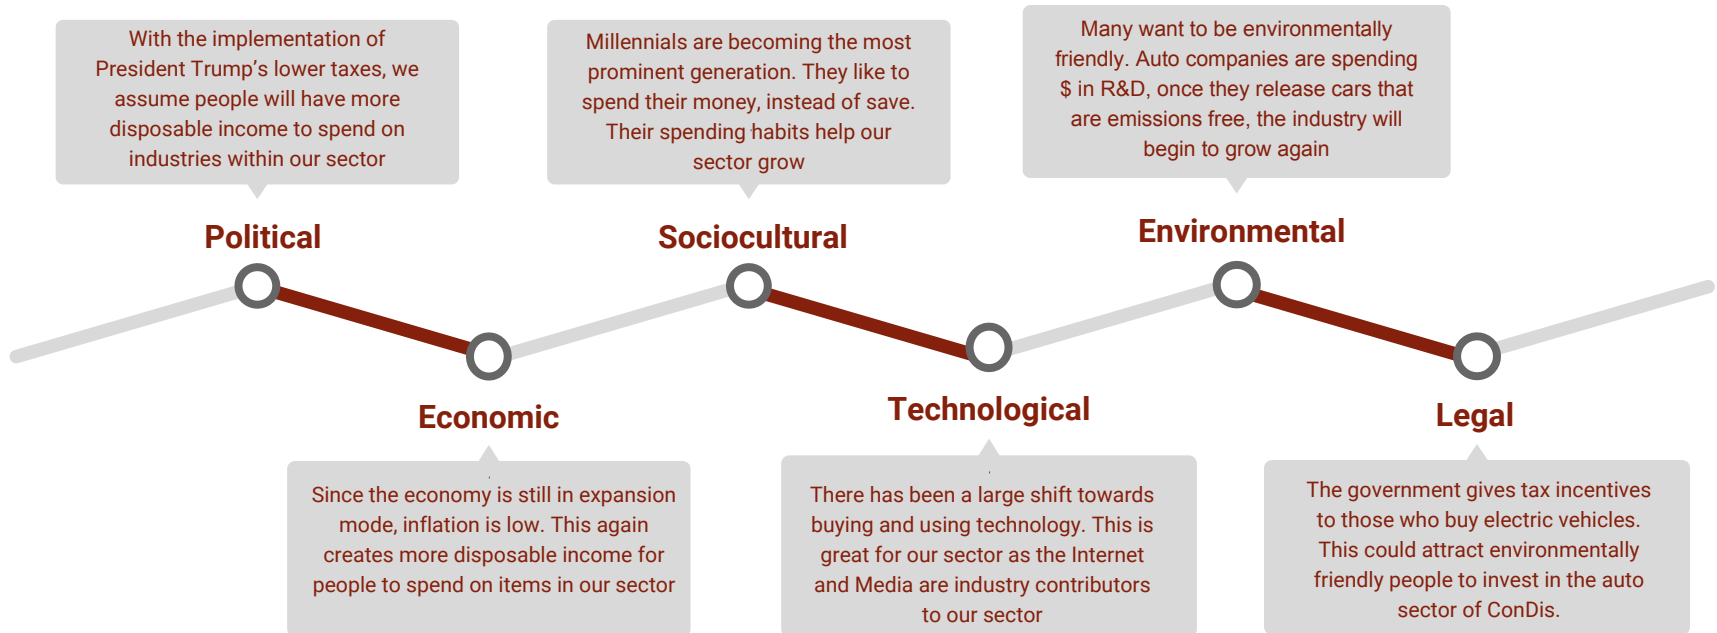 With the implementation of
President Trump's lower taxes, we
assume people will have more
disposable income to spend on
industries within our sector
Political
Since the economy is still in expansion
mode, inflation is low. This again
creates more disposable income for
people to spend on items in our sector
Economic
Millennials are becoming the most
prominent generation. They like to
spend their money, instead of save.
Their spending habits help our
sector grow
Sociocultural
Technological
There has been a large shift towards
buying and using technology. This is
great for our sector as the Internet
and Media are industry contributors
to our sector
Many want to be environmentally
friendly. Auto companies are spending
$ in R&D, once they release cars that
are emissions free, the industry will
begin to grow again
Environmental
Legal
The government gives tax incentives
to those who buy electric vehicles.
This could attract environmentally
friendly people to invest in the auto
sector of ConDis.